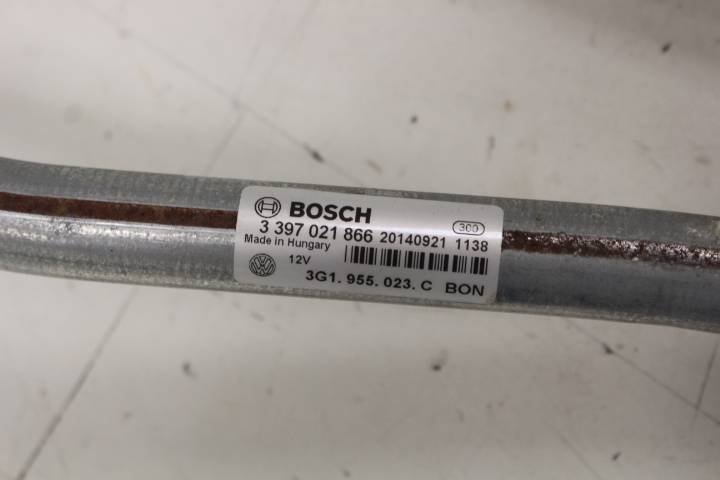 BOSCH 300
3 397 021 866 20140921 1138
Made in Hungary
12V
3G1. 955. 023. C BON